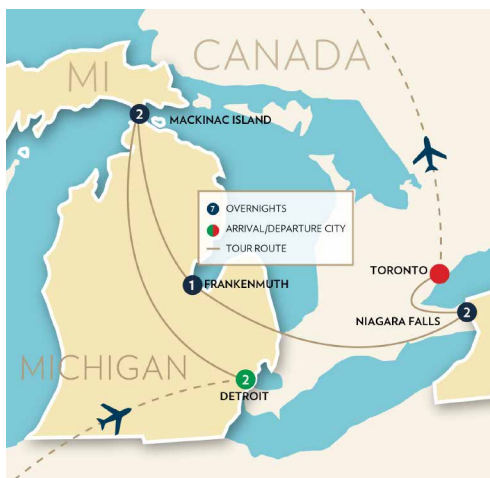 CANADA
MI
2
MACKINAC ISLAND
7 OVERNIGHTS
ARRIVAL/DEPARTURE CITY
TOUR ROUTE
TORONTO
1 FRANKENMUTH
NIAGARA FALLS 2
MICHIGAN
2
DETROIT